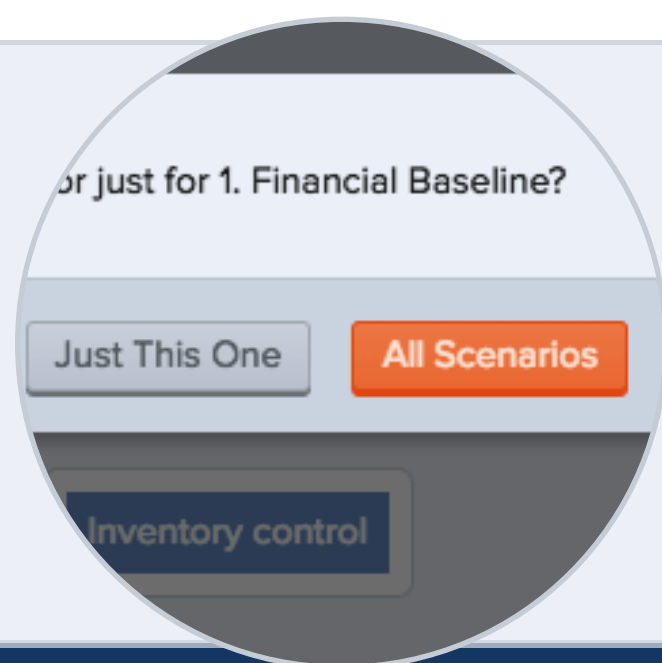 or just for 1. Financial Baseline?
Just This One
All Scenarios
Inventory control